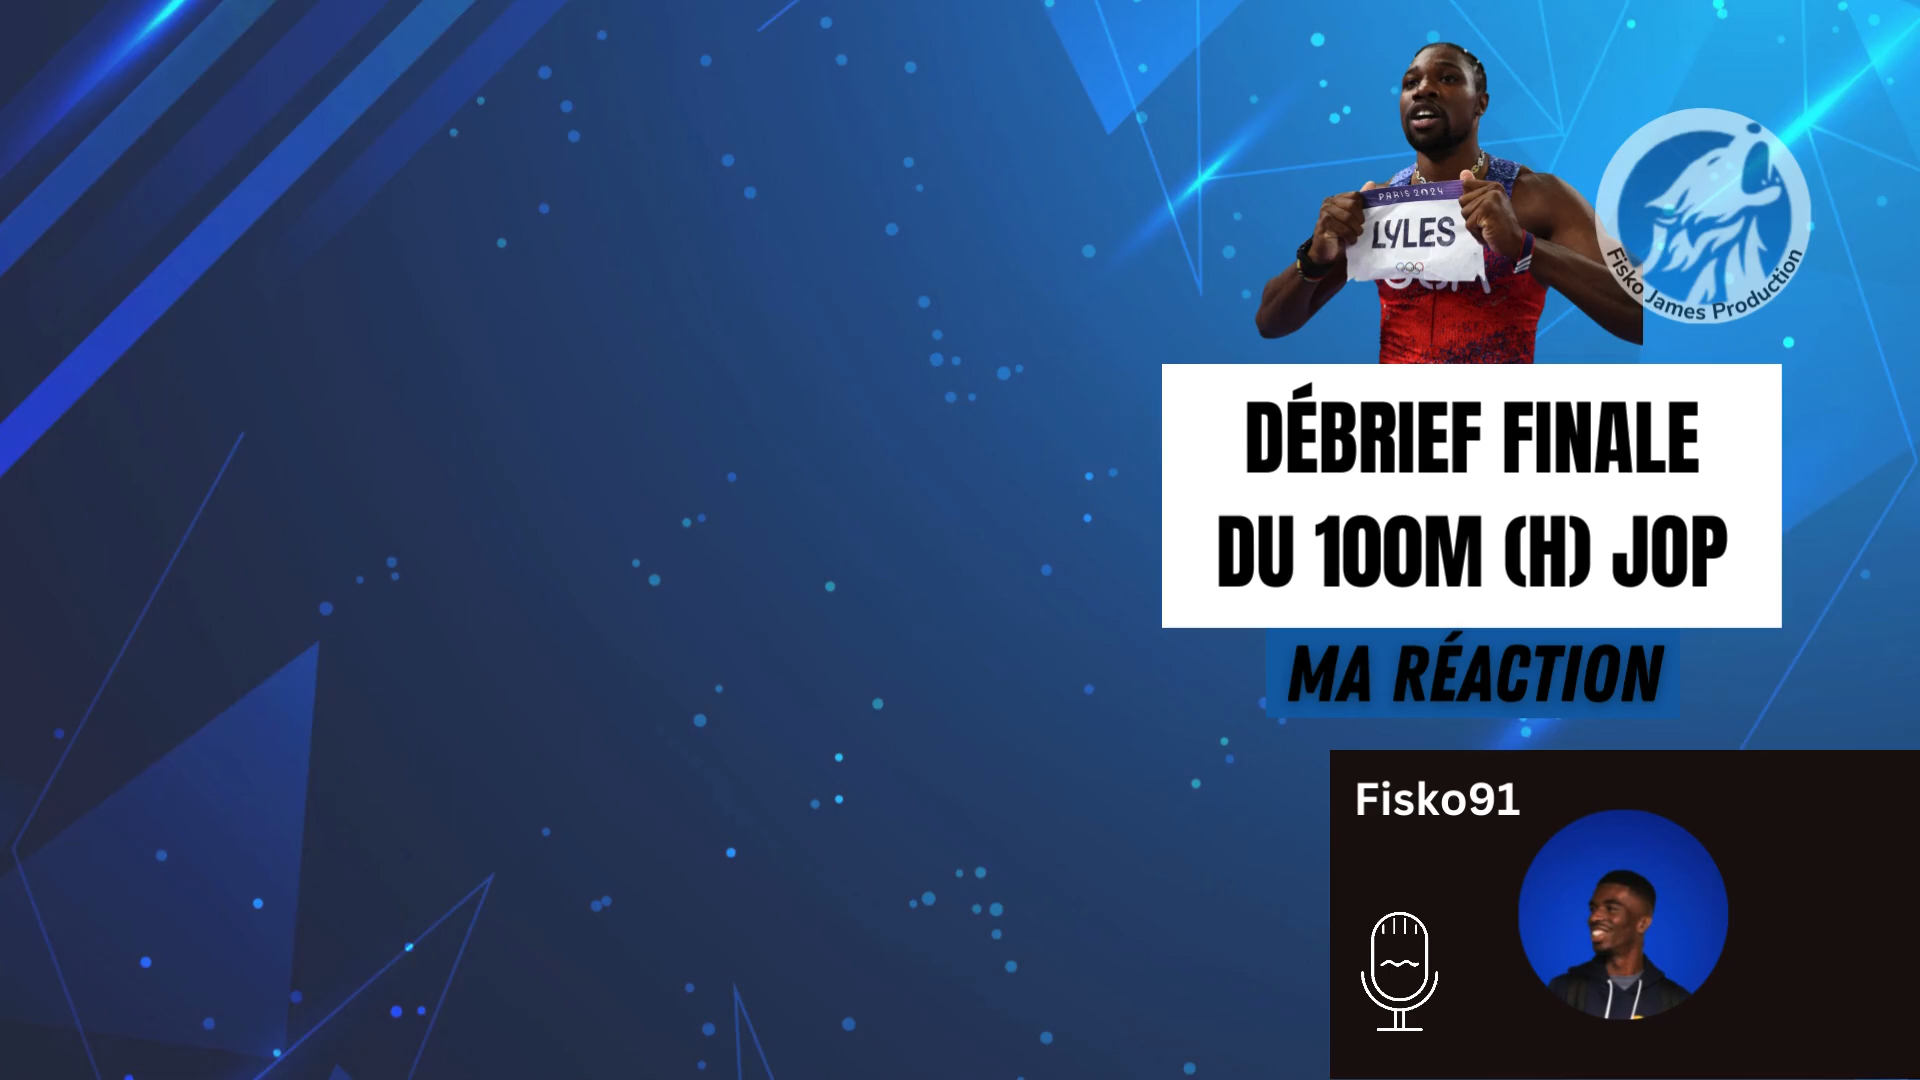 PARIS 2024
LYLES
Fisko James Production
DÉBRIEF FINALE
DU 100M (H) JOP
MA RÉACTION
Fisko91